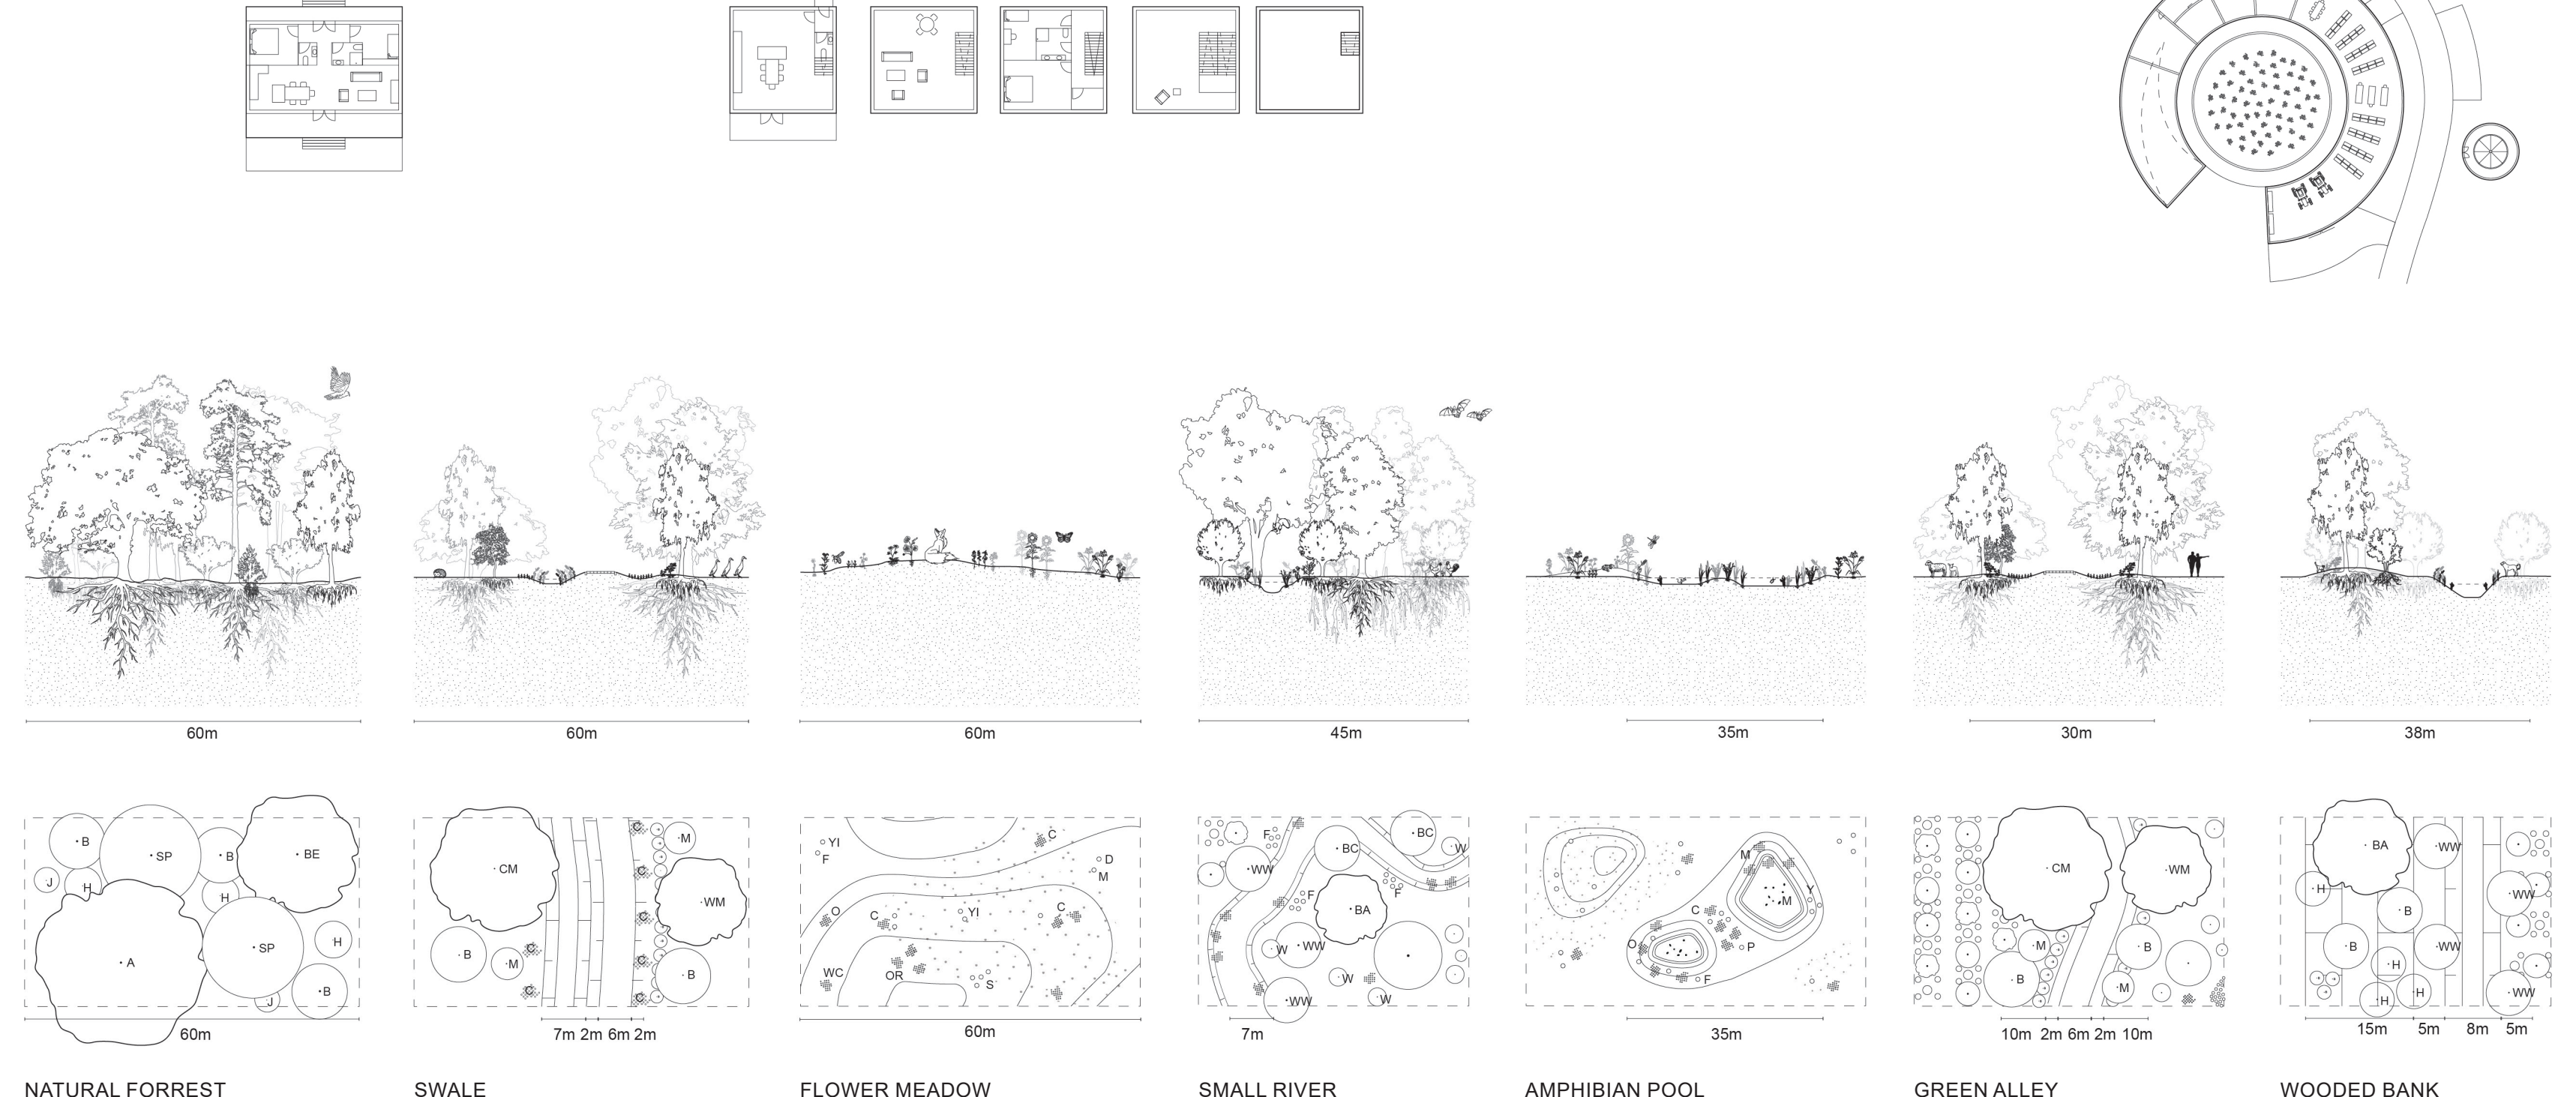 60m
60m
60m
45m
35m
30m
38m
B
SP
B
BE
J
H
H
SP
H
A
J
B
60m
CM
C
M
C
WM
C
B
M
C
C
B
C
C
7m 2m 6m 2m
YI
F
C
D
M
O
C
YI
C
WC
OR
S
60m
F
BC
BC
W
WW
F
F
BA
W
WW
W
WW
W
7m
M
Y
M
C
O
P
F
35m
CM
WM
M
B
B
M
10m 2m 6m 2m 10m
BA
WW
H
WW
B
B
WW
H
H
H
WW
15m 5m 8m 5m
NATURAL FORREST
SWALE
FLOWER MEADOW
SMALL RIVER
AMPHIBIAN POOL
GREEN ALLEY
WOODED BANK